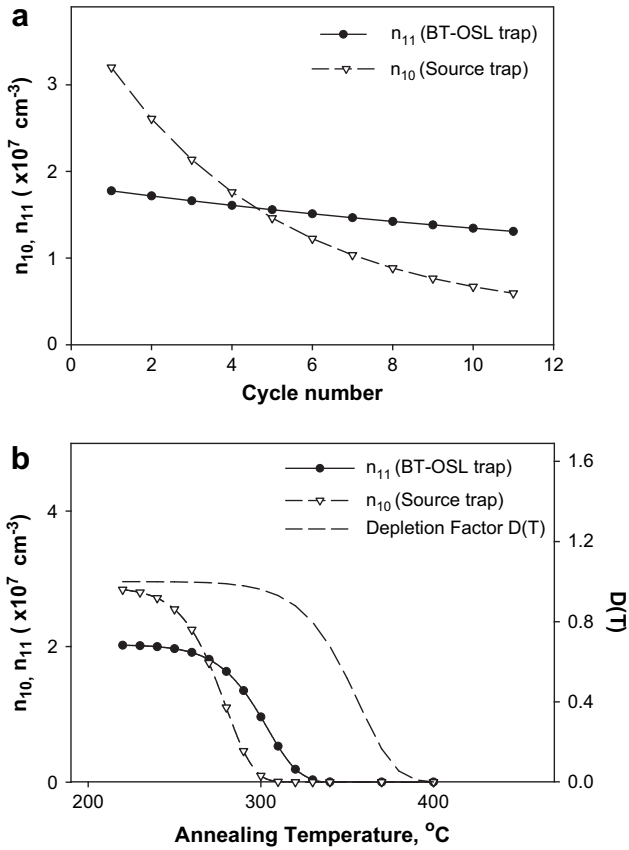 a
n11 (BT-OSL trap)
n10 (Source trap)
n10, n11 ( x10^7 cm^-3)
3
2
1
0
0 2 4 6 8 10 12
Cycle number
b
n11 (BT-OSL trap)
n10 (Source trap)
Depletion Factor D(T)
n10, n11 ( x10^7 cm^-3)
4
2
0
1.6
1.2
0.8
0.4
0.0
D(T)
200 300 400
Annealing Temperature, °C